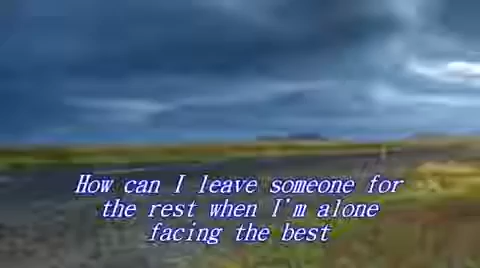 How can I leave someone for
the rest when I'm alone
facing the best